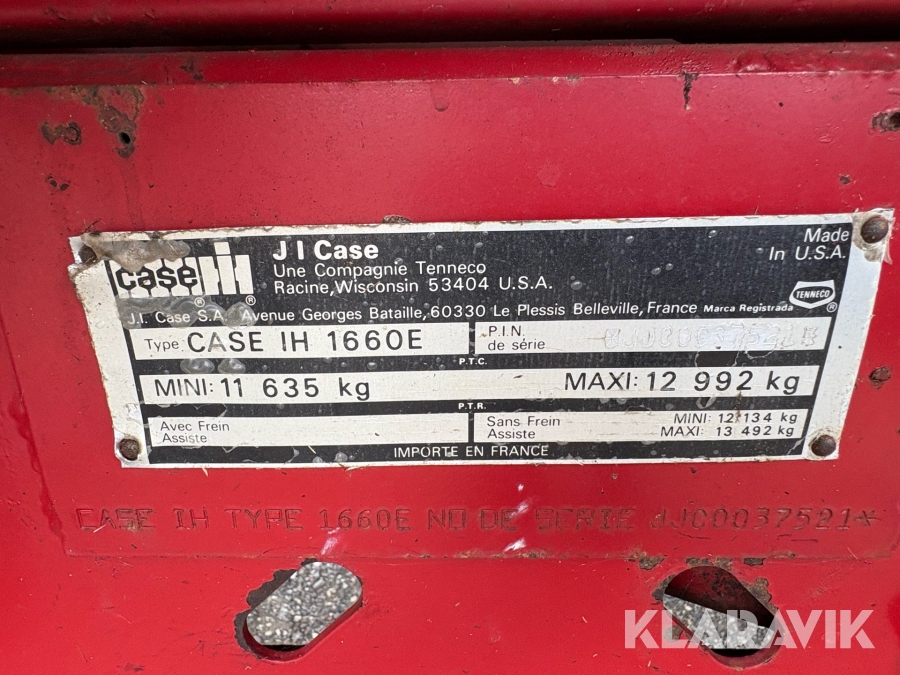 case IH
J I Case
Une Compagnie Tenneco
Racine, Wisconsin 53404 U.S.A.
Made
In U.S.A.
TENNECO
J.I. Case S.A. Avenue Georges Bataille, 60330 Le Plessis Belleville, France Marca Registrada
Type CASE IH 1660E
P.I.N.
de série
P.T.C.
MINI: 11 635 kg MAXI: 12 992 kg
P.T.R.
Avec Frein
Assiste
Sans Frein MINI: 12 134 kg
Assiste MAXI: 13 492 kg
IMPORTE EN FRANCE
CASE IH TYPE 1660E NO DE SERIE JJC0037521*
KLARAVIK